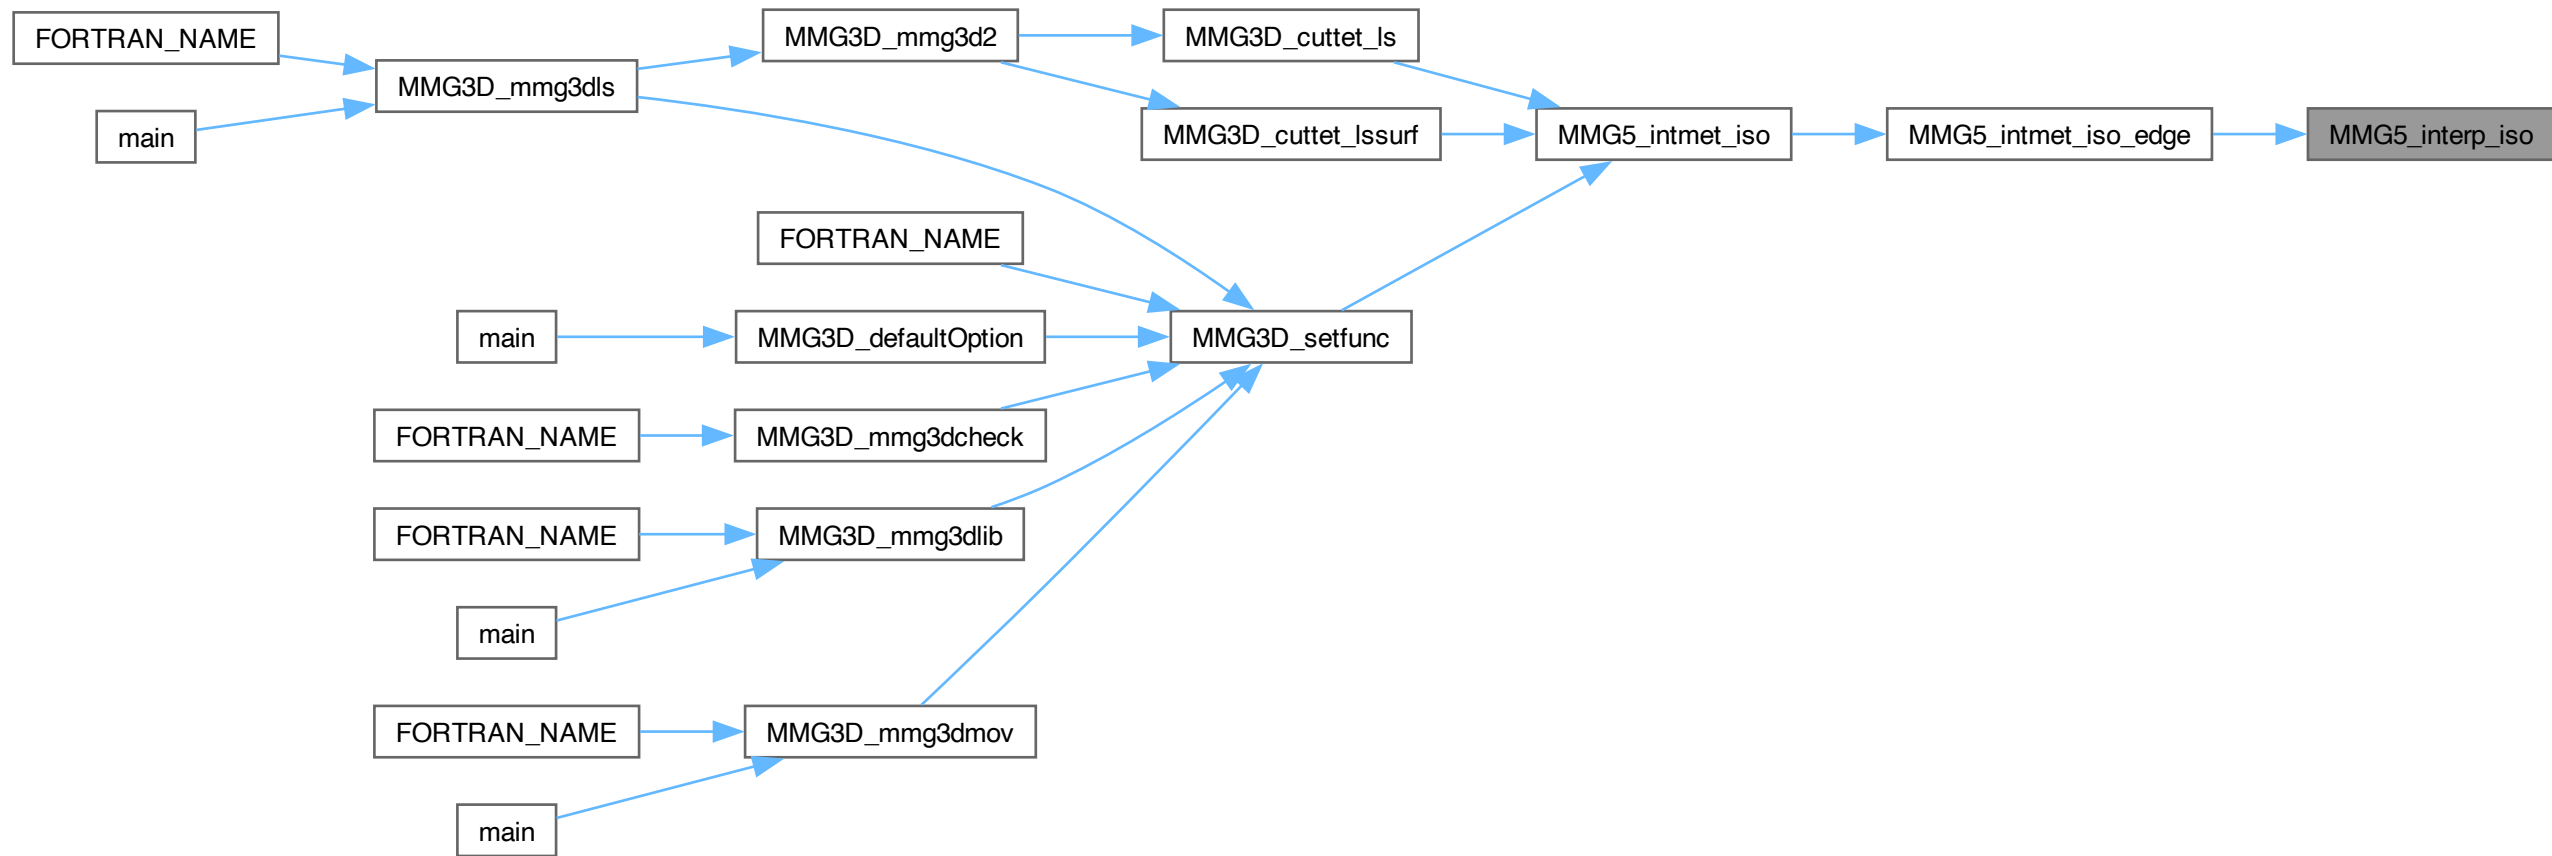 FORTRAN_NAME
MMG3D_mmg3d2
MMG3D_cuttet_ls
MMG3D_mmg3dls
main
MMG3D_cuttet_lssurf
MMG5_intmet_iso
MMG5_intmet_iso_edge
MMG5_interp_iso
FORTRAN_NAME
main
MMG3D_defaultOption
MMG3D_setfunc
FORTRAN_NAME
MMG3D_mmg3dcheck
FORTRAN_NAME
MMG3D_mmg3dlib
main
FORTRAN_NAME
MMG3D_mmg3dmov
main